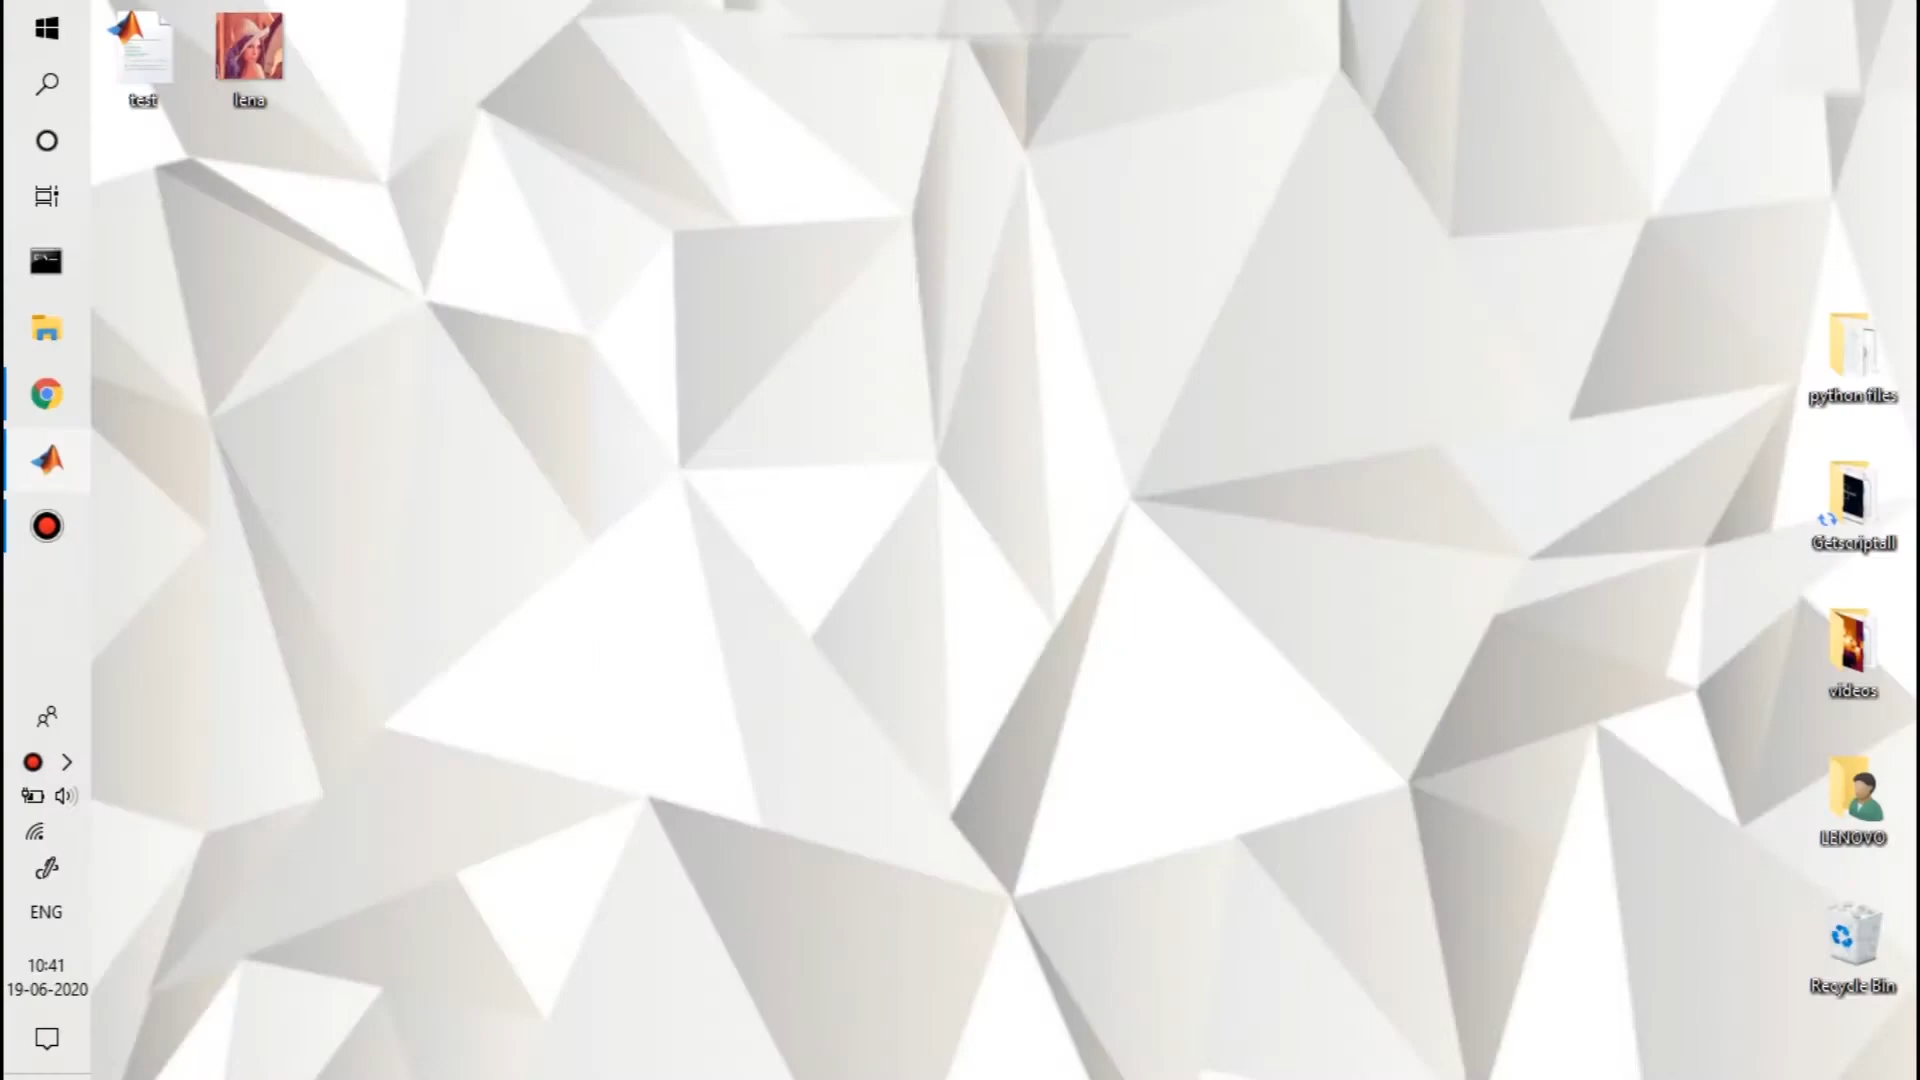 test
lena
python files
Getscriptall
videos
LENOVO
Recycle Bin
ENG
10:41
19-06-2020